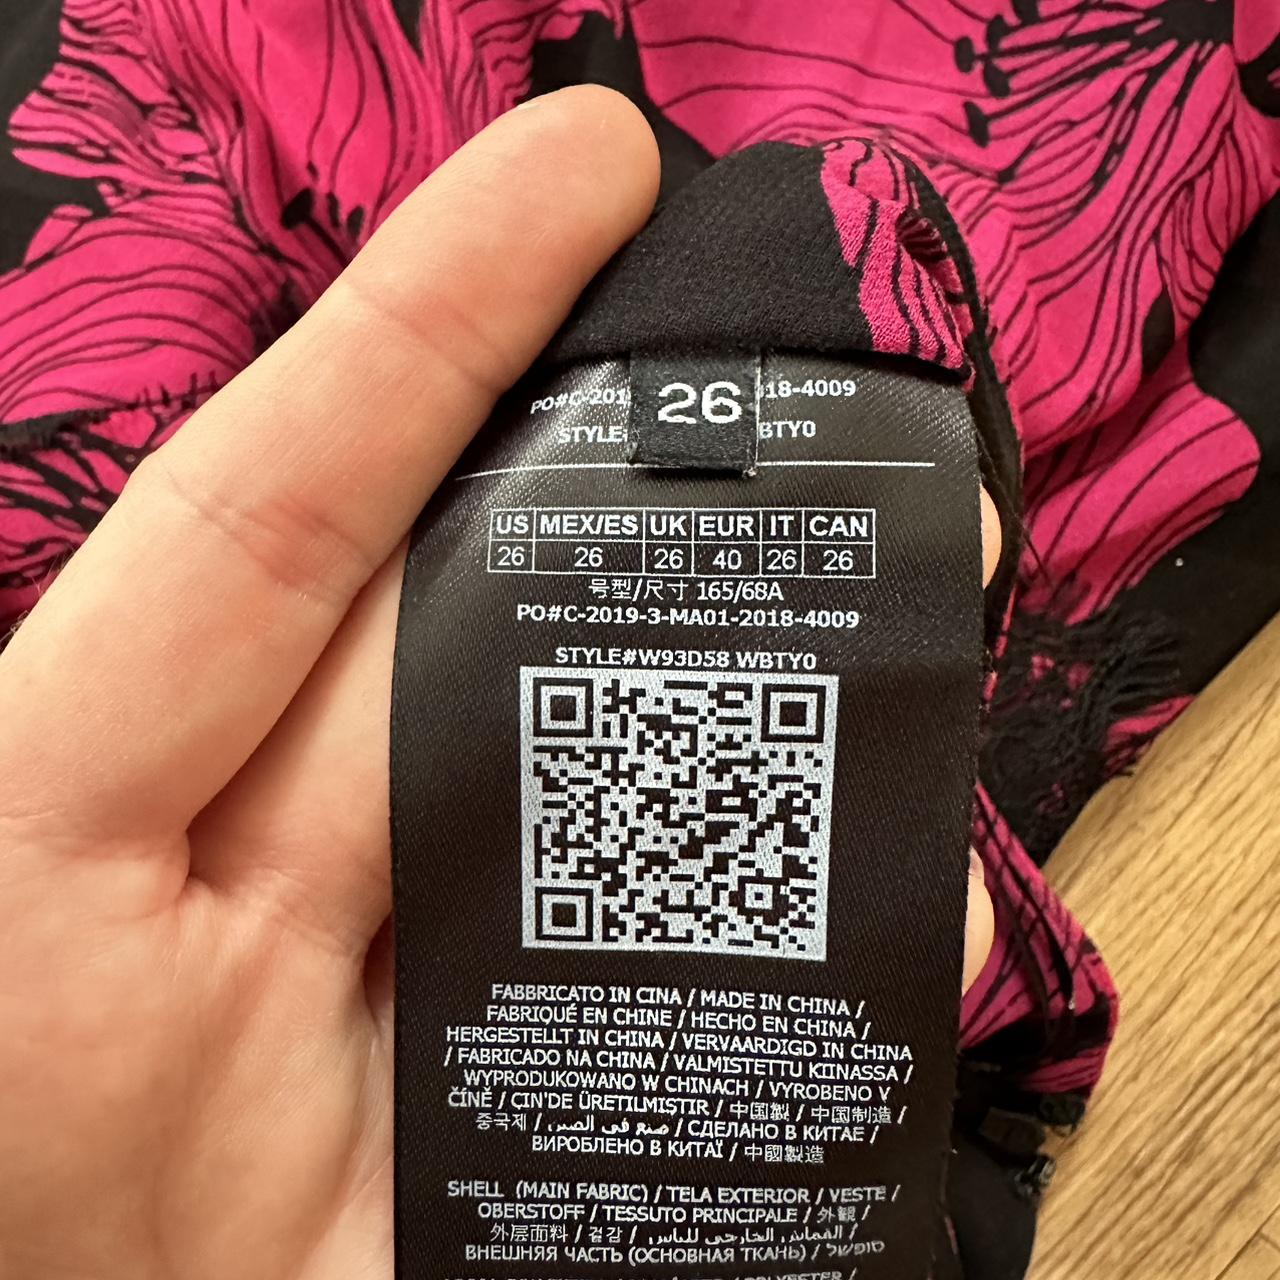 26
PO#C-201 18-4009
STYLE# BTY0
US MEX/ES UK EUR IT CAN
26 26 26 40 26 26
号型/尺寸 165/68A
PO#C-2019-3-MA01-2018-4009
STYLE#W93D58 WBTY0
FABBRICATO IN CINA / MADE IN CHINA /
FABRIQUÉ EN CHINE / HECHO EN CHINA /
HERGESTELLT IN CHINA / VERVAARDIGD IN CHINA
/ FABRICADO NA CHINA / VALMISTETTU KIINASSA /
WYPRODUKOWANO W CHINACH / VYROBENO V
ČÍNĚ / ÇIN'DE ÜRETILMIŞTIR / 中国製 / 中国制造 /
중국제 / صنع في الصين / СДЕЛАНО В КИТАЕ /
ВИРОБЛЕНО В КИТАЇ / 中國製造
SHELL (MAIN FABRIC) / TELA EXTERIOR / VESTE /
OBERSTOFF / TESSUTO PRINCIPALE / 外観 /
外层面料 / 겉감 / القماش الخارجي للباس /
ВНЕШНЯЯ ЧАСТЬ (ОСНОВНАЯ ТКАНЬ) /
POLYESTER /